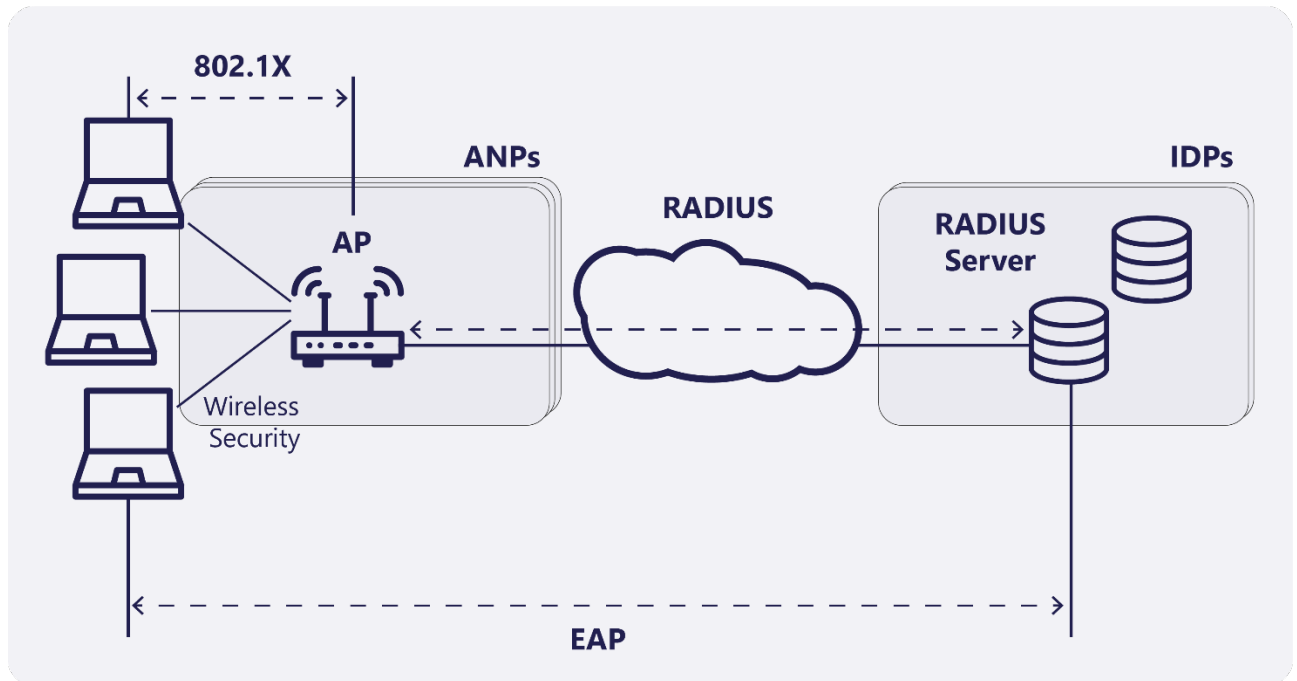 802.1X
ANPs
IDPs
RADIUS
RADIUS
Server
AP
Wireless
Security
EAP